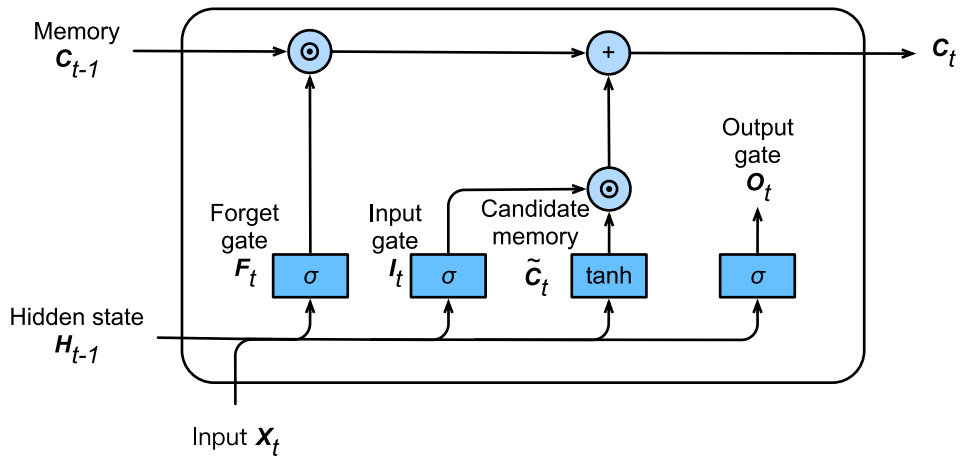 Memory
C_{t-1}
⊙
+
C_t
Output
gate
O_t
⊙
Forget
gate
F_t
Input
gate
I_t
Candidate
memory
C̃_t
σ
σ
tanh
σ
Hidden state
H_{t-1}
Input X_t